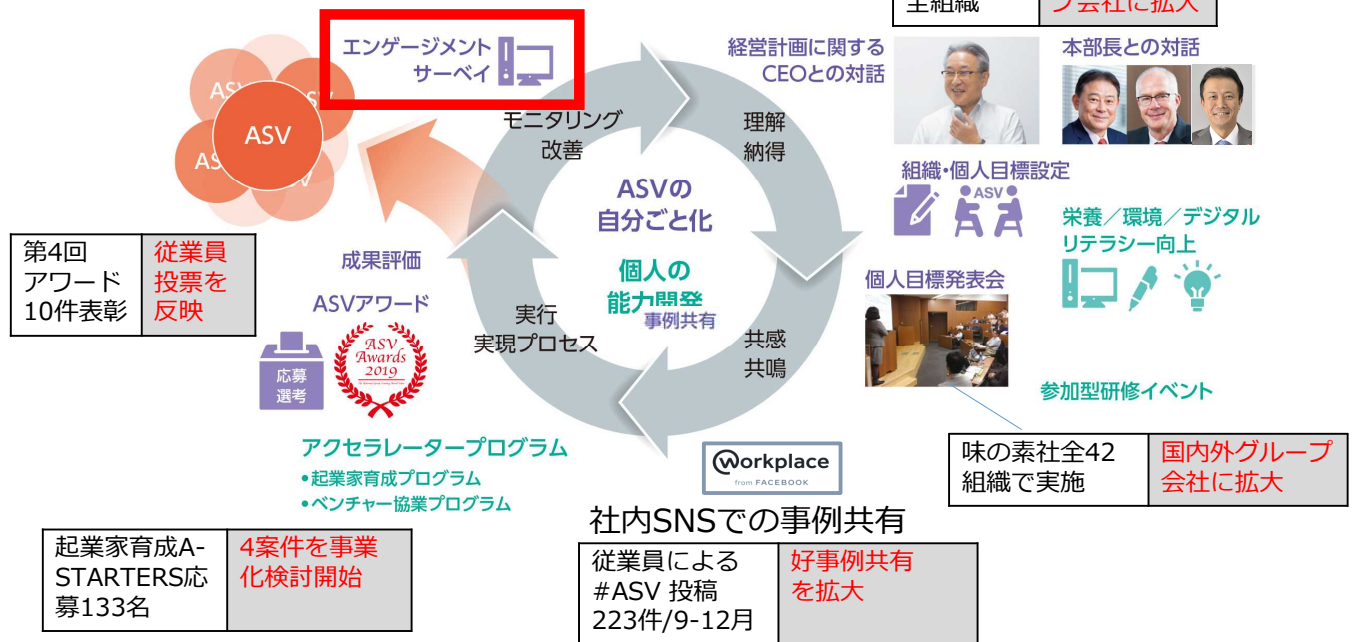 全組織
プ会社に拡大
エンゲージメント
サーベイ
経営計画に関する
CEOとの対話
本部長との対話
ASV
ASV
ASV
モニタリング
改善
理解
納得
ASVの
自分ごと化
個人の
能力開発
事例共有
組織・個人目標設定
ASV
栄養／環境／デジタル
リテラシー向上
第4回
アワード
10件表彰
従業員
投票を
反映
成果評価
ASVアワード
ASV
Awards
2019
応募
選考
実行
実現プロセス
共感
共鳴
個人目標発表会
参加型研修イベント
アクセラレータープログラム
•起業家育成プログラム
•ベンチャー協業プログラム
Workplace
from FACEBOOK
味の素社全42
組織で実施
国内外グループ
会社に拡大
社内SNSでの事例共有
起業家育成A-
STARTERS応
募133名
4案件を事業
化検討開始
従業員による
#ASV 投稿
223件/9-12月
好事例共有
を拡大